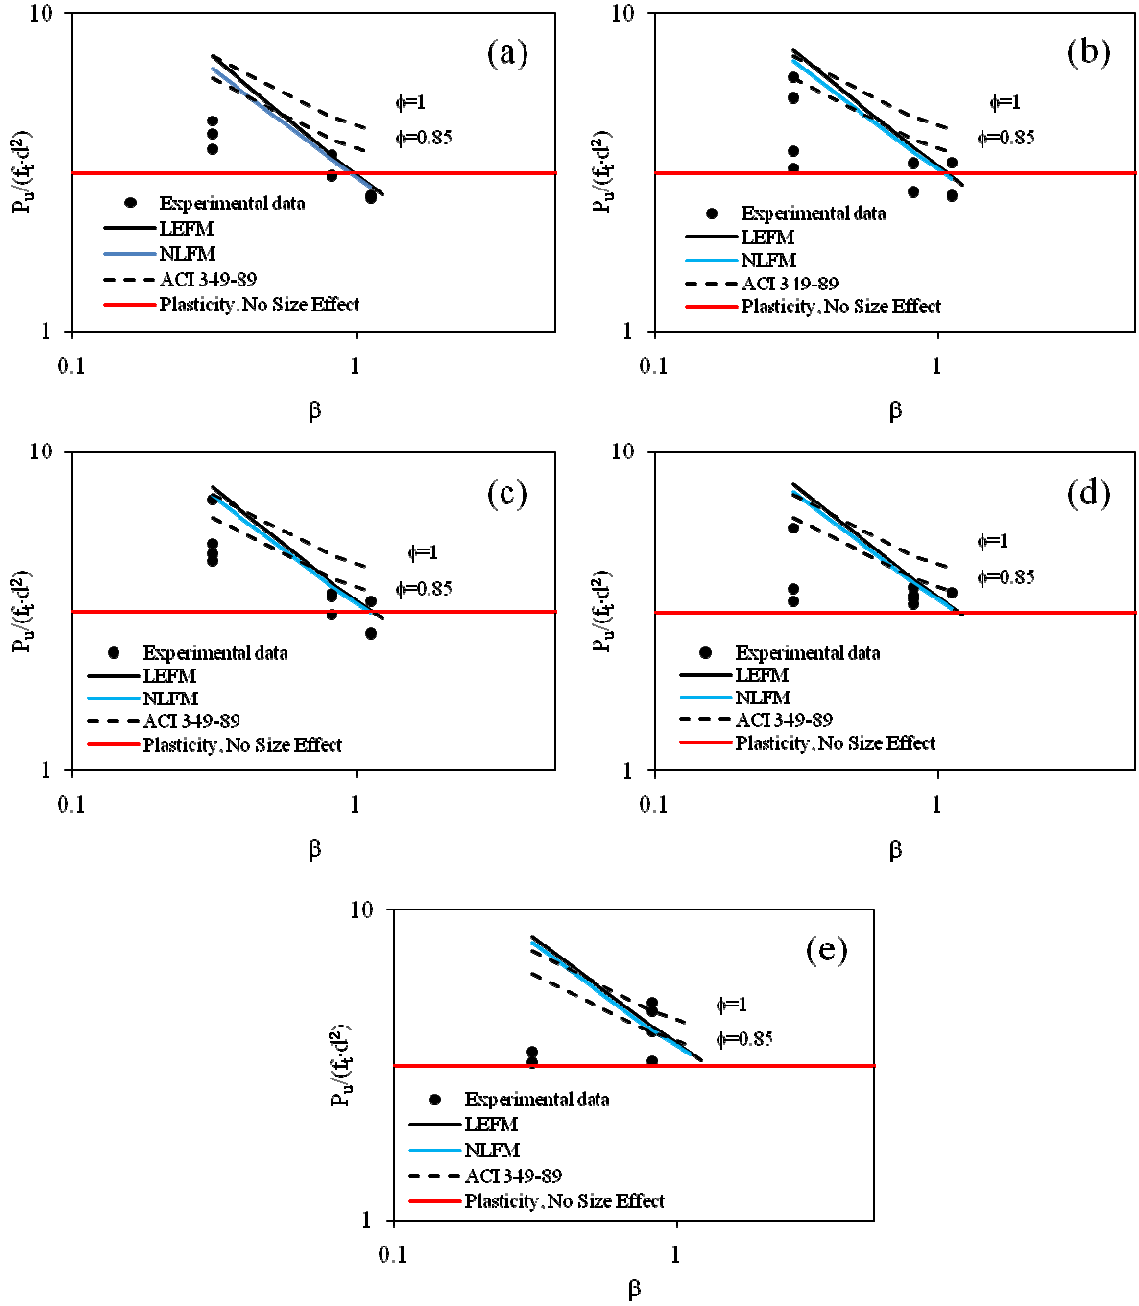 10
(a)
ϕ=1
ϕ=0.85
Pu/(ft·d²)
Experimental data
LEFM
NLFM
ACI 349-89
Plasticity. No Size Effect
1
0.1
1
β
10
(b)
ϕ=1
ϕ=0.85
Pu/(ft·d²)
Experimental data
LEFM
NLFM
ACI 349-89
Plasticity, No Size Effect
1
0.1
1
β
10
(c)
ϕ=1
ϕ=0.85
Pu/(ft·d²)
Experimental data
LEFM
NLFM
ACI 349-89
Plasticity, No Size Effect
1
0.1
1
β
10
(d)
ϕ=1
ϕ=0.85
Pu/(ft·d²)
Experimental data
LEFM
NLFM
ACI 349-89
Plasticity, No Size Effect
1
0.1
1
β
10
(e)
ϕ=1
ϕ=0.85
Pu/(ft·d²)
Experimental data
LEFM
NLFM
ACI 349-89
Plasticity, No Size Effect
1
0.1
1
β